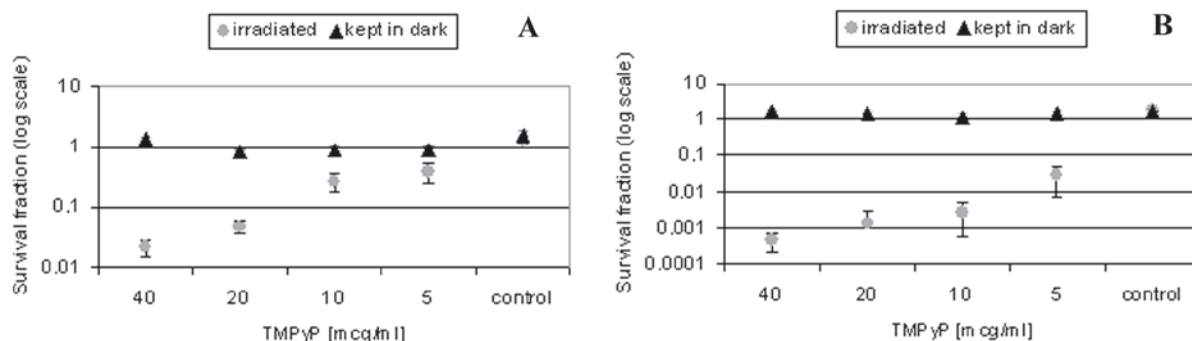 irradiated kept in dark A
Survival fraction (log scale)
10
1
0.1
0.01
40 20 10 5 control
TMPyP [mcg/ml]
irradiated kept in dark B
Survival fraction (log scale)
10
1
0.1
0.01
0.001
0.0001
40 20 10 5 control
TMPyP [mcg/ml]